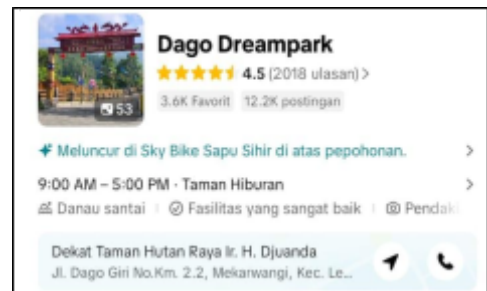 Dago Dreampark
4.5 (2018 ulasan) >
53
3.6K Favorit 12.2K postingan
Meluncur di Sky Bike Sapu Sihir di atas pepohonan. >
9:00 AM – 5:00 PM · Taman Hiburan >
Danau santai Fasilitas yang sangat baik Pendak
Dekat Taman Hutan Raya Ir. H. Djuanda
Jl. Dago Giri No.Km. 2.2, Mekarwangi, Kec. Le...